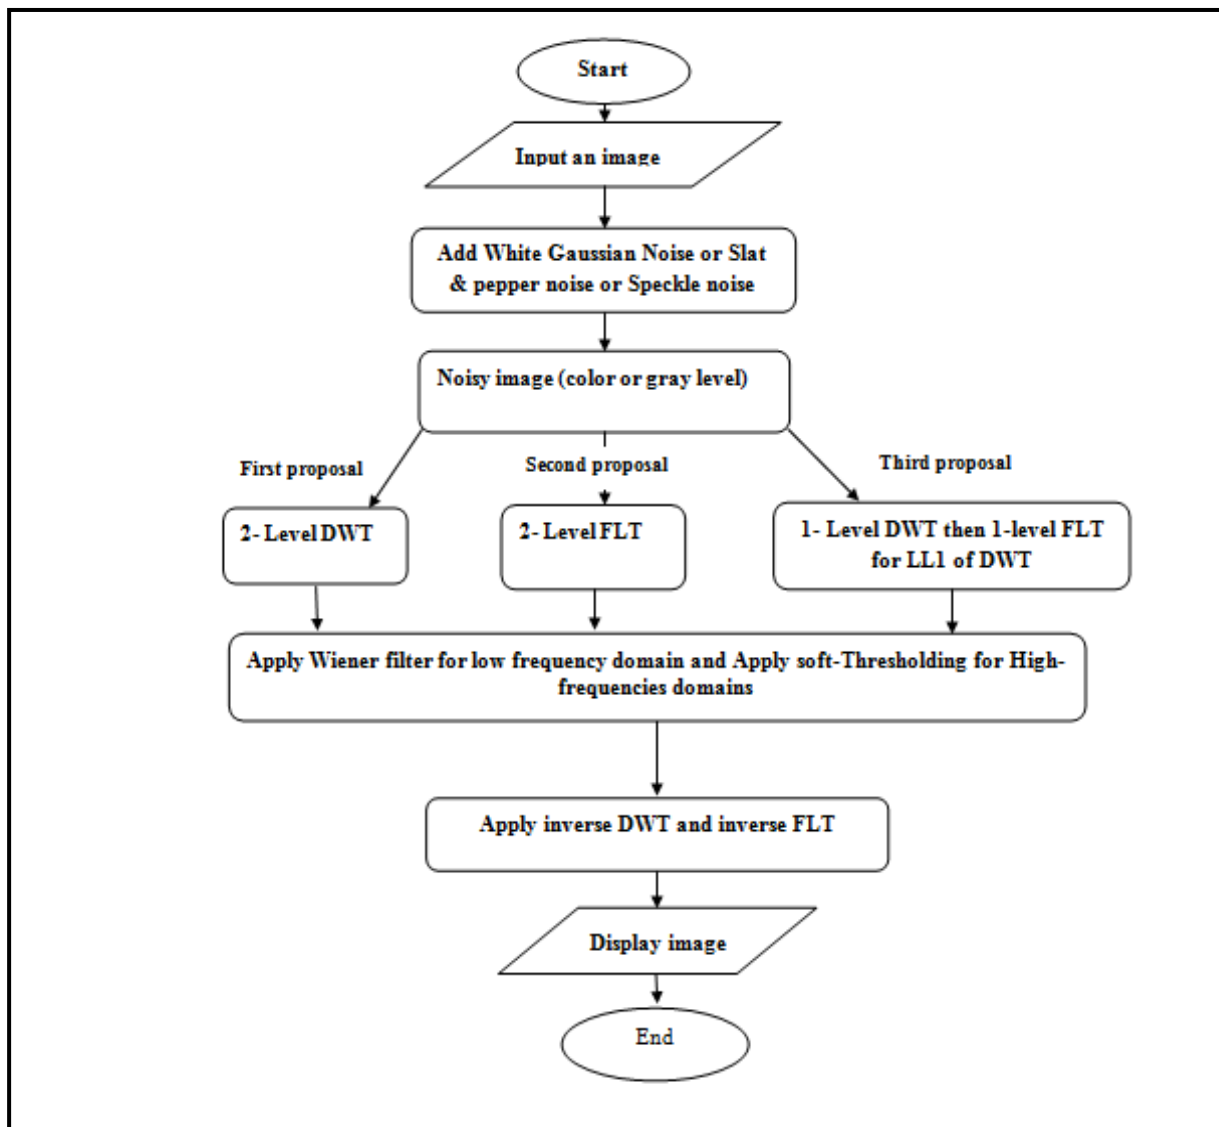 Start
Input an image
Add White Gaussian Noise or Slat
& pepper noise or Speckle noise
Noisy image (color or gray level)
First proposal
Second proposal
Third proposal
2- Level DWT
2- Level FLT
1- Level DWT then 1-level FLT
for LL1 of DWT
Apply Wiener filter for low frequency domain and Apply soft-Thresholding for High-
frequencies domains
Apply inverse DWT and inverse FLT
Display image
End